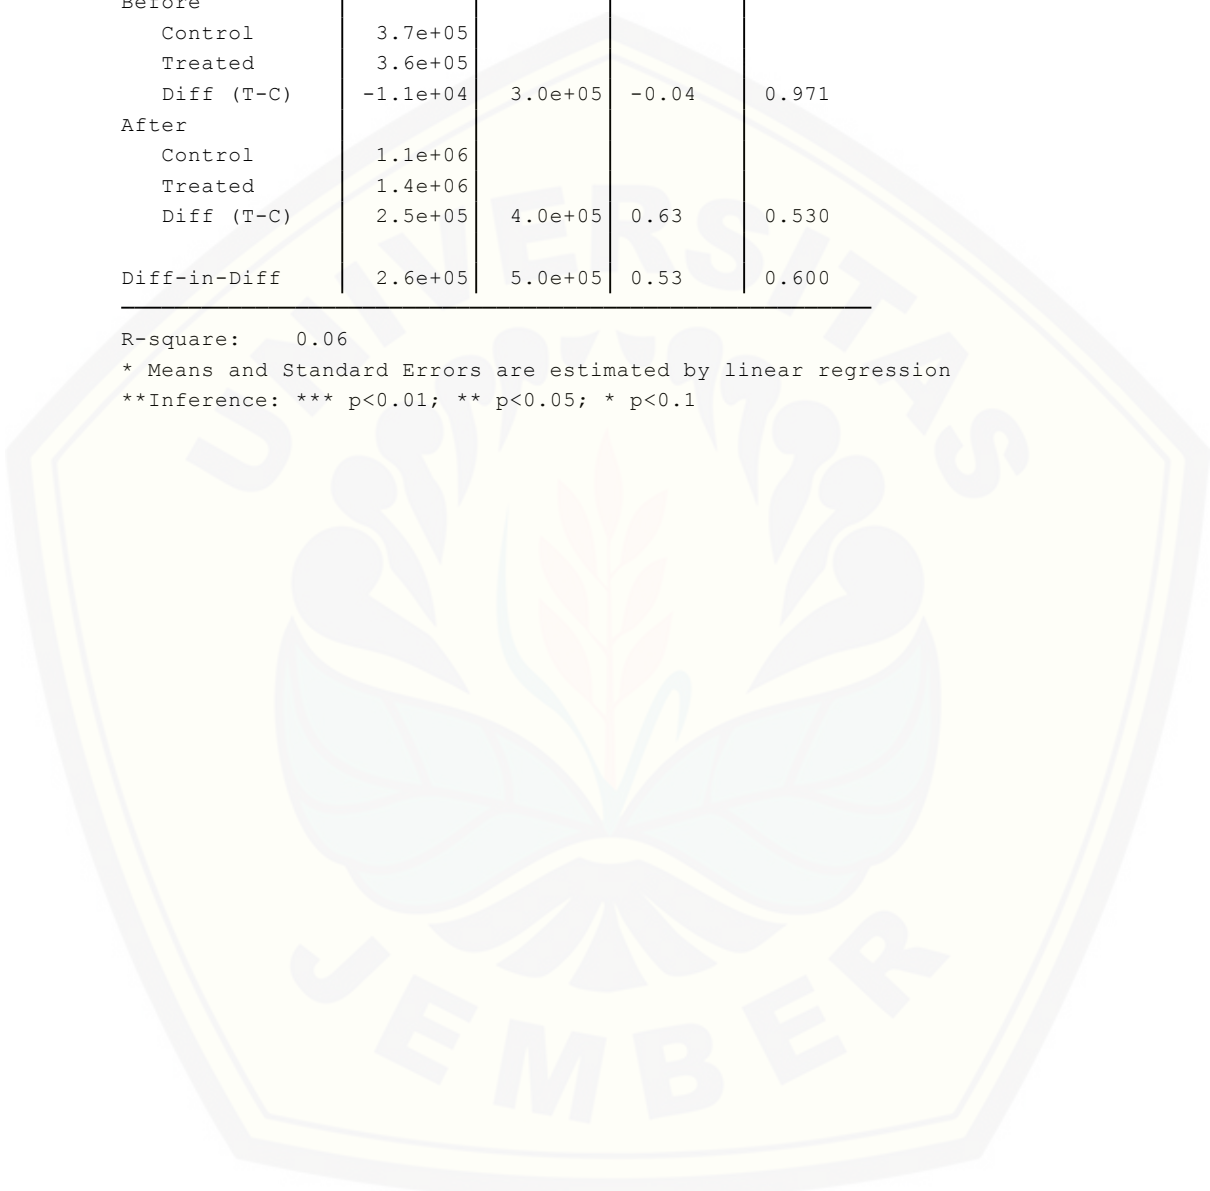 Before
Control 3.7e+05
Treated 3.6e+05
Diff (T-C) -1.1e+04 3.0e+05 -0.04 0.971
After
Control 1.1e+06
Treated 1.4e+06
Diff (T-C) 2.5e+05 4.0e+05 0.63 0.530
Diff-in-Diff 2.6e+05 5.0e+05 0.53 0.600
R-square: 0.06
* Means and Standard Errors are estimated by linear regression
**Inference: *** p<0.01; ** p<0.05; * p<0.1
UNIVERSITAS
JEMBER